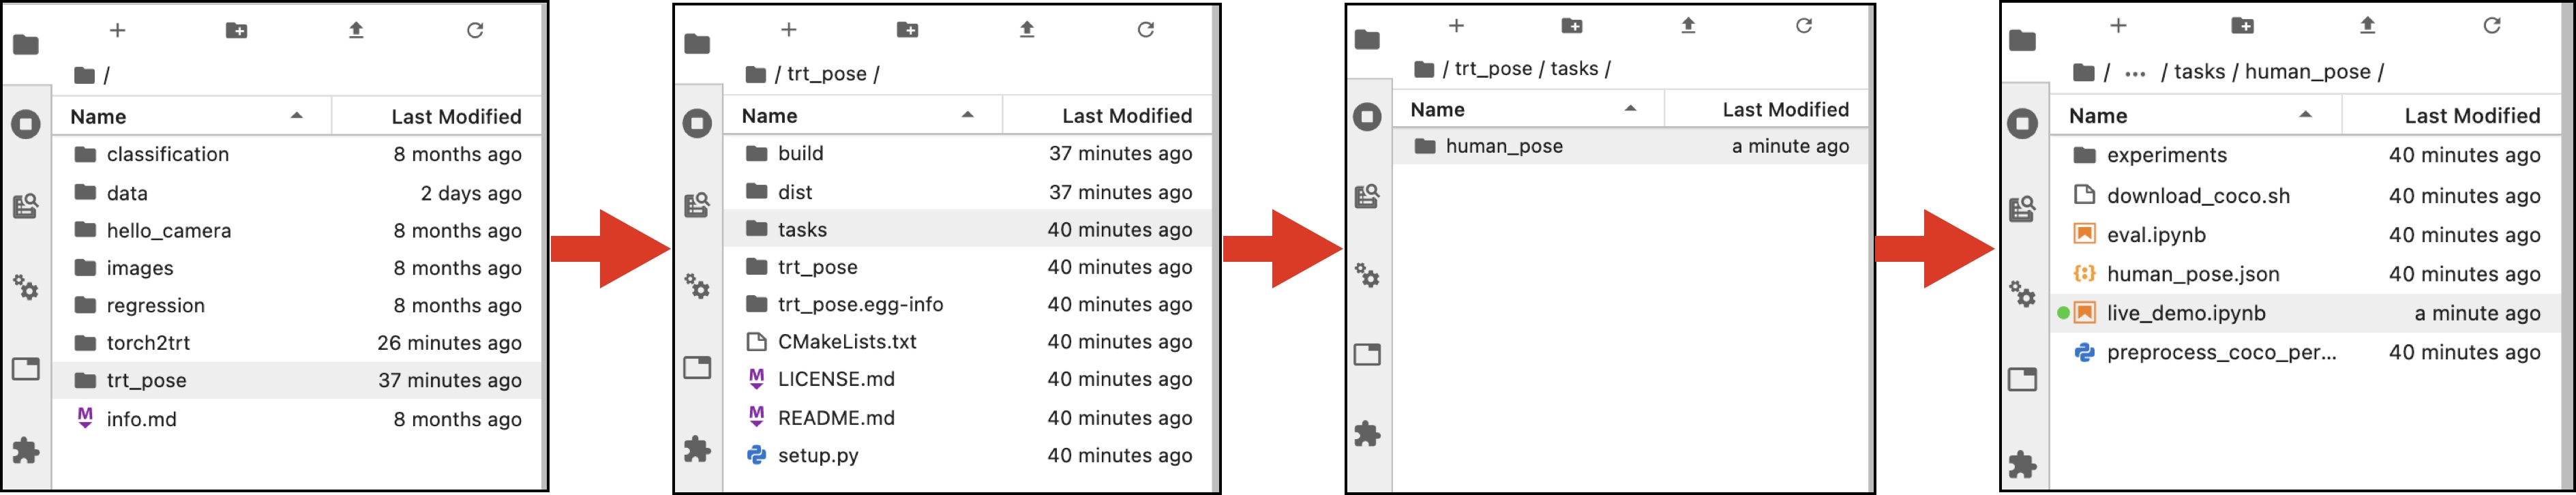 /
Name Last Modified
classification 8 months ago
data 2 days ago
hello_camera 8 months ago
images 8 months ago
regression 8 months ago
torch2trt 26 minutes ago
trt_pose 37 minutes ago
info.md 8 months ago
/ trt_pose /
Name Last Modified
build 37 minutes ago
dist 37 minutes ago
tasks 40 minutes ago
trt_pose 40 minutes ago
trt_pose.egg-info 40 minutes ago
CMakeLists.txt 40 minutes ago
LICENSE.md 40 minutes ago
README.md 40 minutes ago
setup.py 40 minutes ago
/ trt_pose / tasks /
Name Last Modified
human_pose a minute ago
/ ... / tasks / human_pose /
Name Last Modified
experiments 40 minutes ago
download_coco.sh 40 minutes ago
eval.ipynb 40 minutes ago
human_pose.json 40 minutes ago
live_demo.ipynb a minute ago
preprocess_coco_per... 40 minutes ago